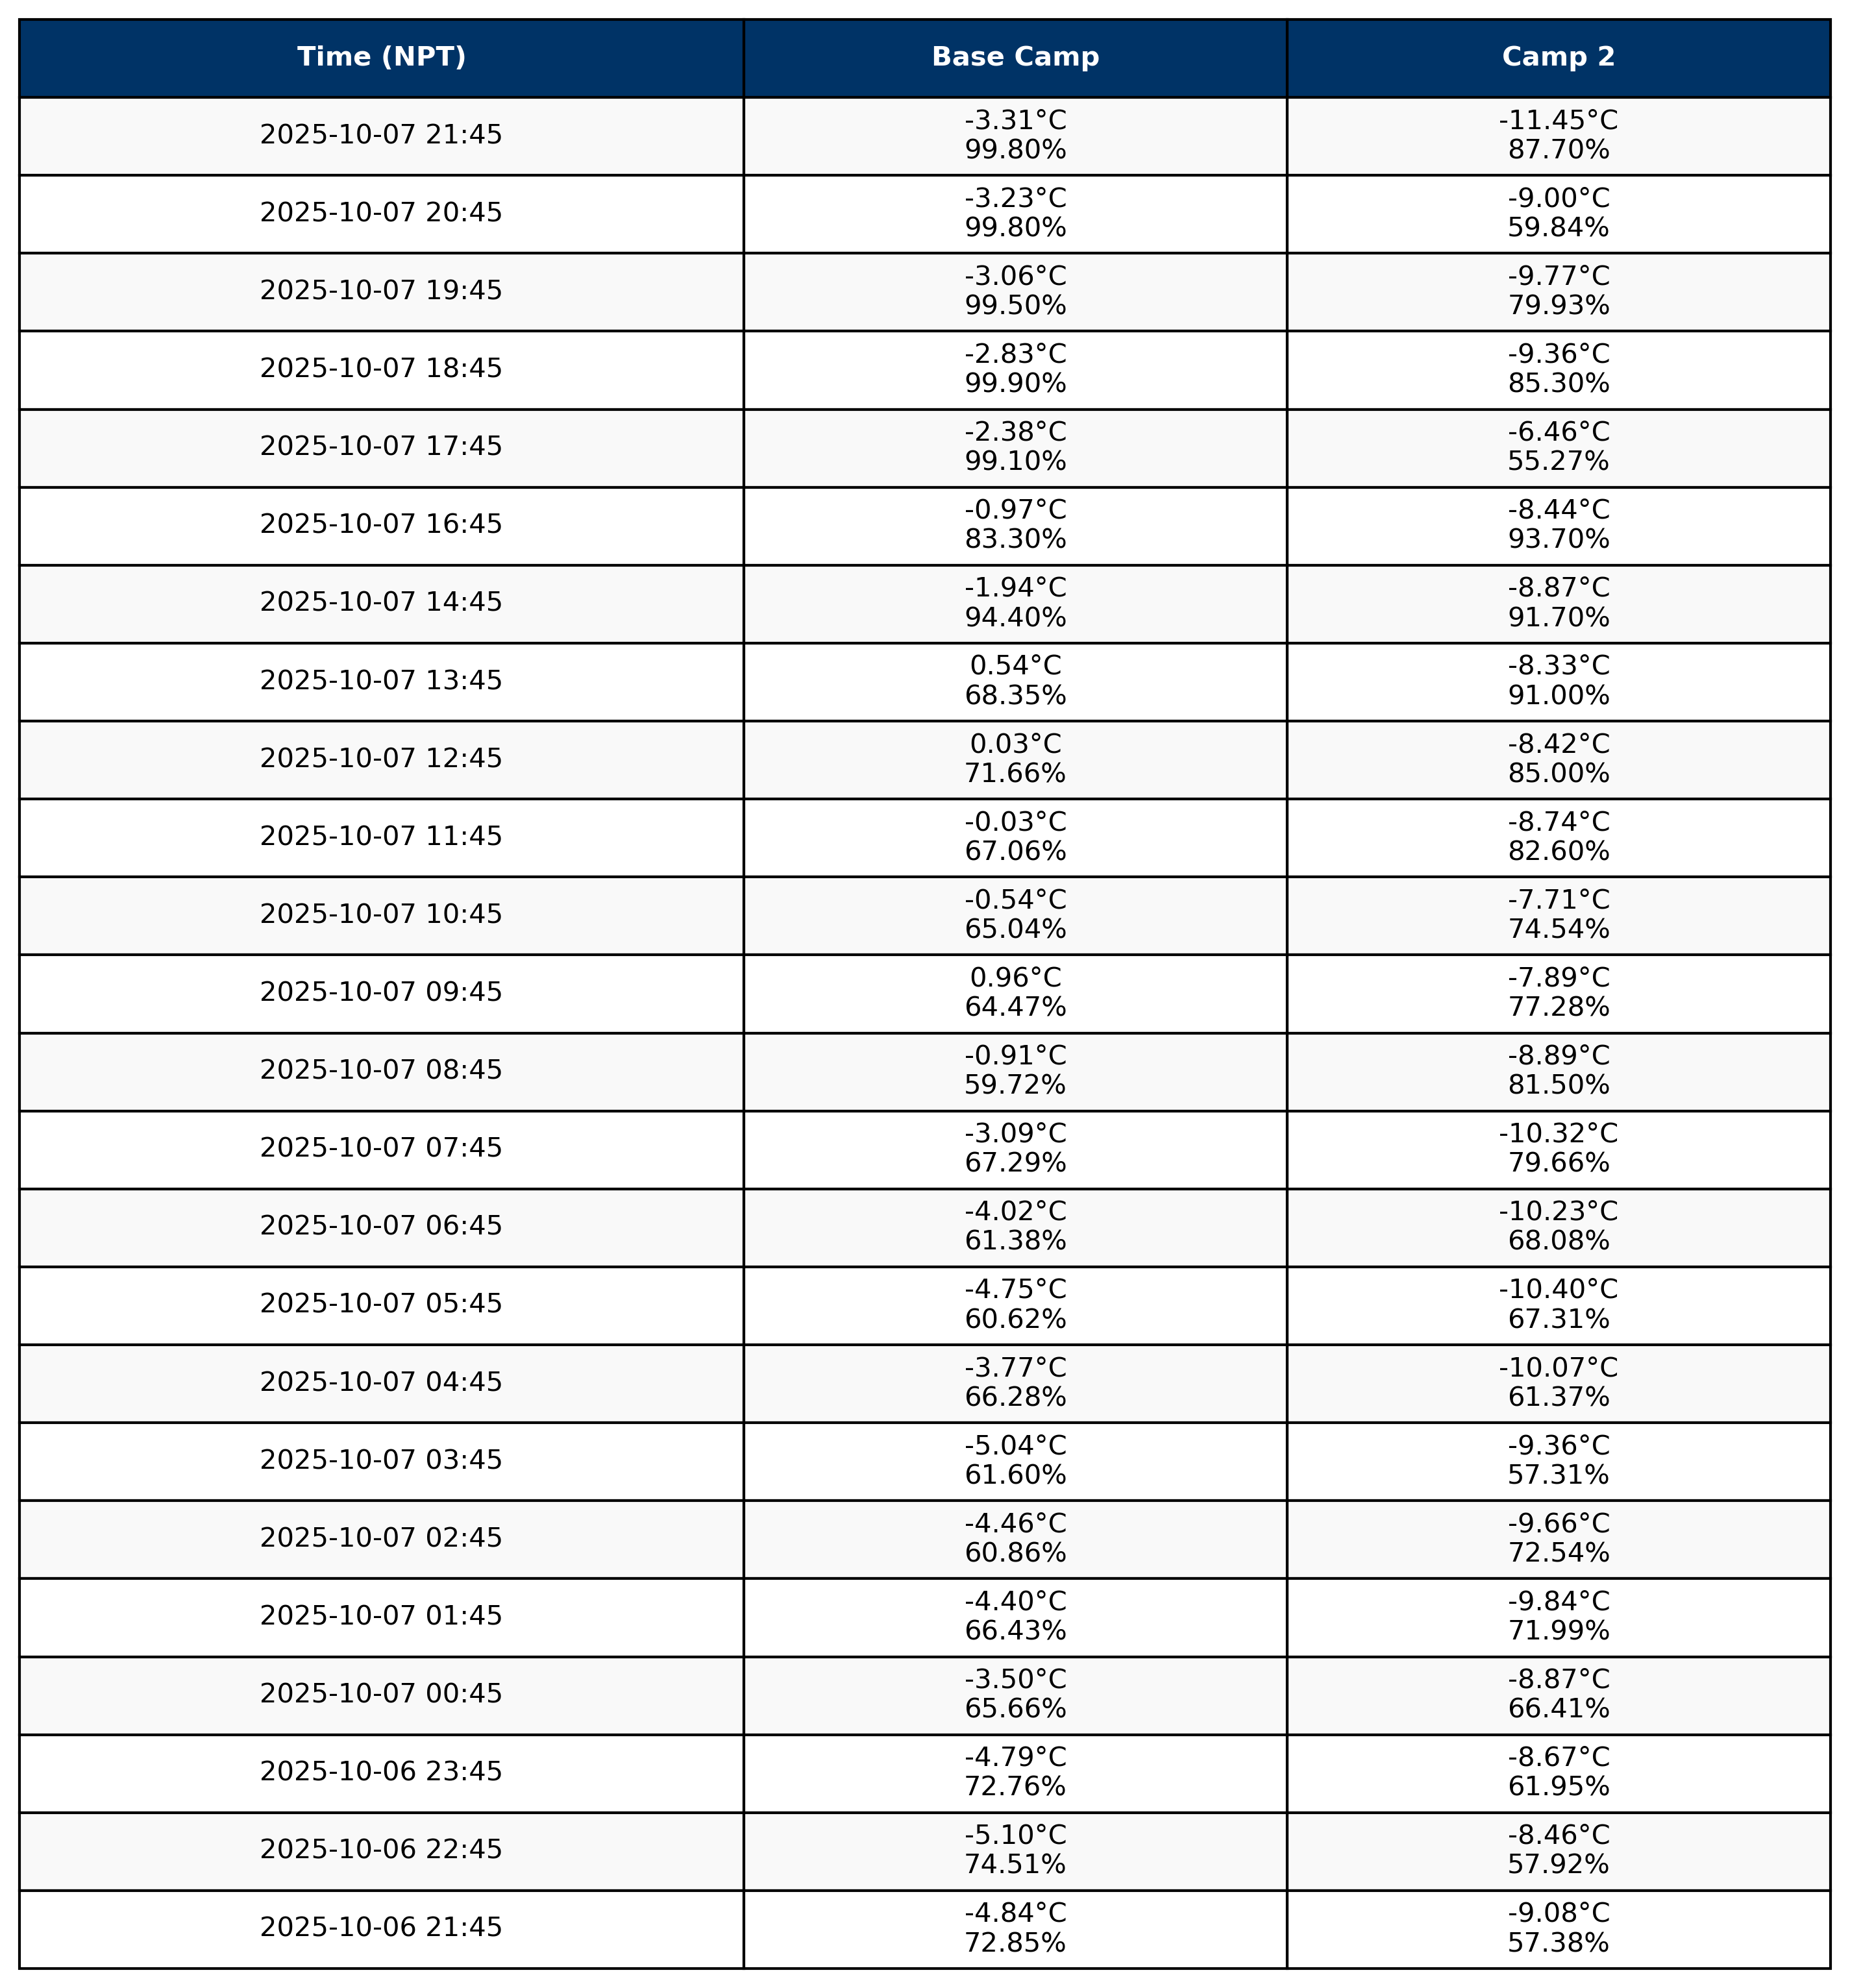 Time (NPT) Base Camp Camp 2
2025-10-07 21:45 -3.31°C -11.45°C
99.80% 87.70%
2025-10-07 20:45 -3.23°C -9.00°C
99.80% 59.84%
2025-10-07 19:45 -3.06°C -9.77°C
99.50% 79.93%
2025-10-07 18:45 -2.83°C -9.36°C
99.90% 85.30%
2025-10-07 17:45 -2.38°C -6.46°C
99.10% 55.27%
2025-10-07 16:45 -0.97°C -8.44°C
83.30% 93.70%
2025-10-07 14:45 -1.94°C -8.87°C
94.40% 91.70%
2025-10-07 13:45 0.54°C -8.33°C
68.35% 91.00%
2025-10-07 12:45 0.03°C -8.42°C
71.66% 85.00%
2025-10-07 11:45 -0.03°C -8.74°C
67.06% 82.60%
2025-10-07 10:45 -0.54°C -7.71°C
65.04% 74.54%
2025-10-07 09:45 0.96°C -7.89°C
64.47% 77.28%
2025-10-07 08:45 -0.91°C -8.89°C
59.72% 81.50%
2025-10-07 07:45 -3.09°C -10.32°C
67.29% 79.66%
2025-10-07 06:45 -4.02°C -10.23°C
61.38% 68.08%
2025-10-07 05:45 -4.75°C -10.40°C
60.62% 67.31%
2025-10-07 04:45 -3.77°C -10.07°C
66.28% 61.37%
2025-10-07 03:45 -5.04°C -9.36°C
61.60% 57.31%
2025-10-07 02:45 -4.46°C -9.66°C
60.86% 72.54%
2025-10-07 01:45 -4.40°C -9.84°C
66.43% 71.99%
2025-10-07 00:45 -3.50°C -8.87°C
65.66% 66.41%
2025-10-06 23:45 -4.79°C -8.67°C
72.76% 61.95%
2025-10-06 22:45 -5.10°C -8.46°C
74.51% 57.92%
2025-10-06 21:45 -4.84°C -9.08°C
72.85% 57.38%